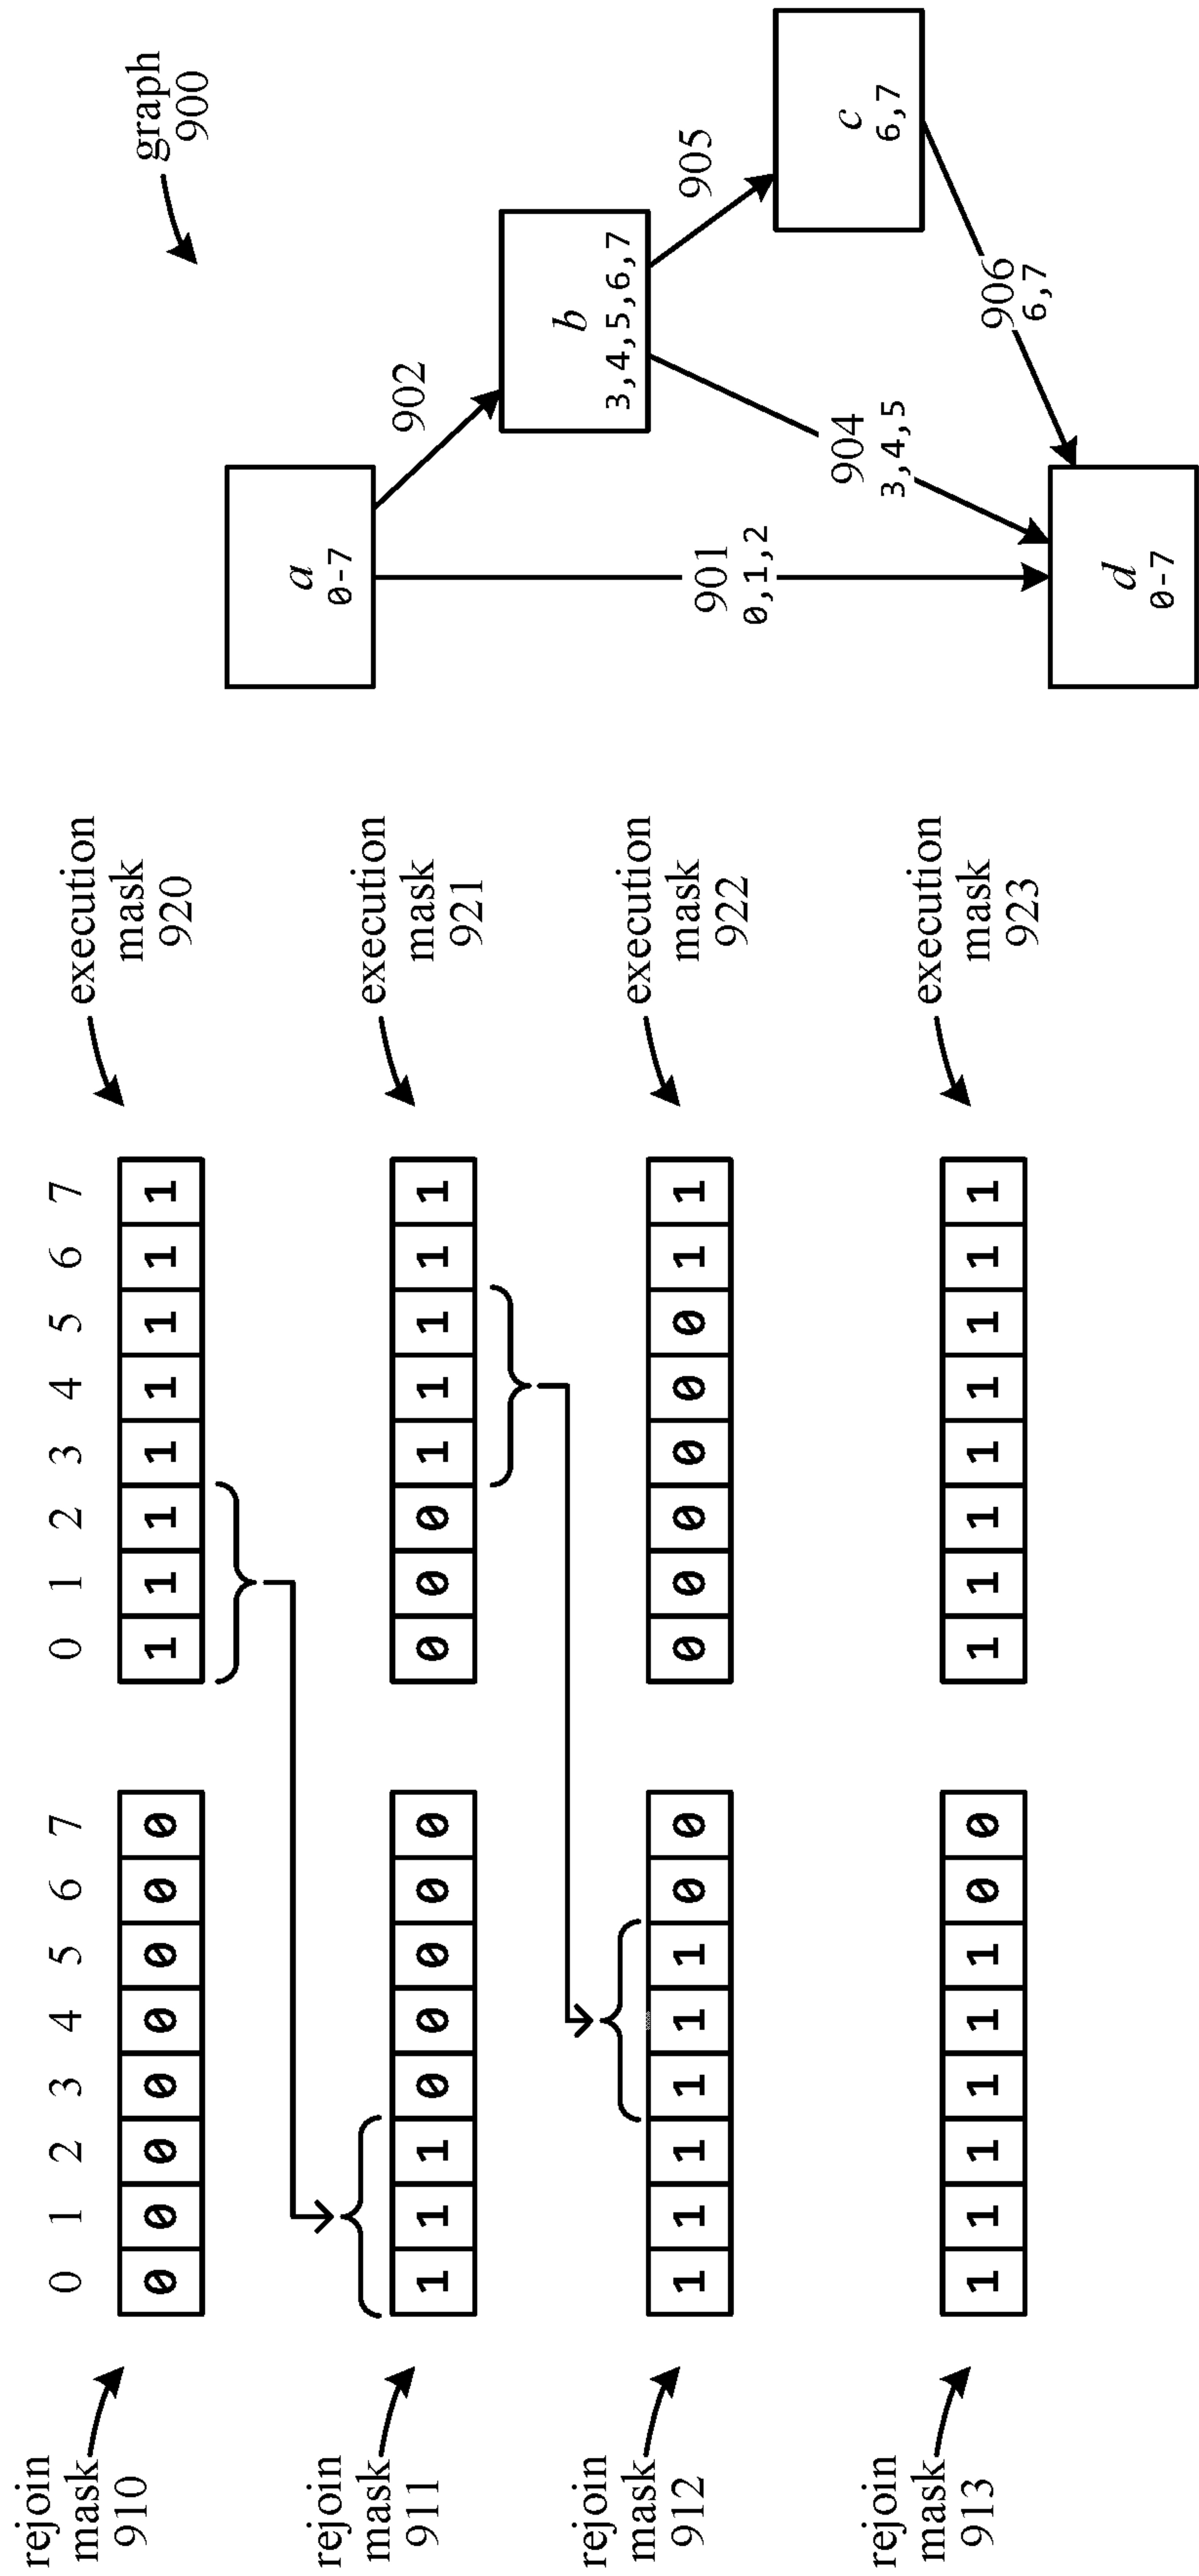 rejoin
mask
910
0 1 2 3 4 5 6 7
0 0 0 0 0 0 0 0
0 1 2 3 4 5 6 7
1 1 1 1 1 1 1 1
execution
mask
920
rejoin
mask
911
1 1 1 0 0 0 0 0
0 0 0 1 1 1 1 1
execution
mask
921
rejoin
mask
912
1 1 1 1 1 1 0 0
0 0 0 0 0 0 1 1
execution
mask
922
rejoin
mask
913
1 1 1 1 1 1 0 0
1 1 1 1 1 1 1 1
execution
mask
923
graph
900
a
0-7
902
b
3,4,5,6,7
905
c
6,7
901
0,1,2
904
3,4,5
906
6,7
d
0-7